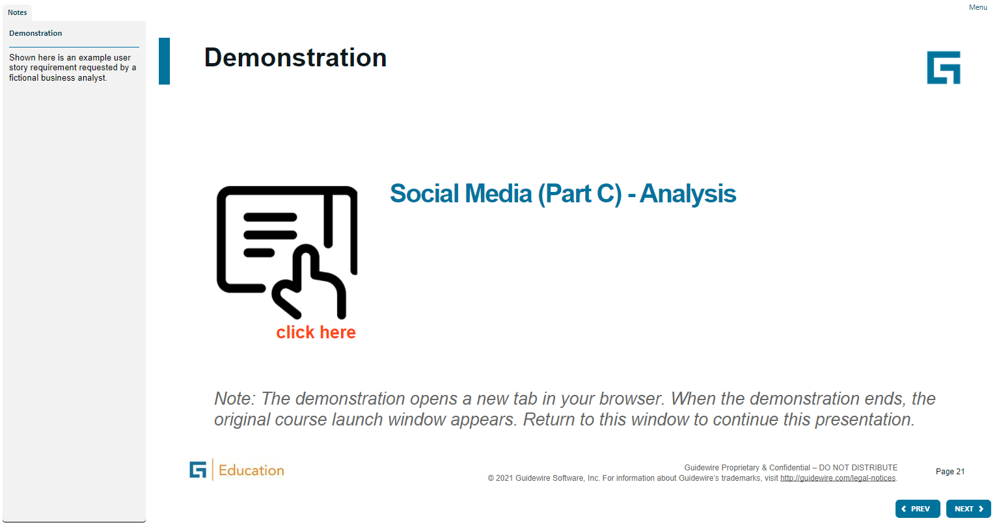 Notes
Menu
Demonstration
Shown here is an example user
story requirement requested by a
fictional business analyst.
Demonstration
Social Media (Part C) - Analysis
click here
Note: The demonstration opens a new tab in your browser. When the demonstration ends, the
original course launch window appears. Return to this window to continue this presentation.
Education
Guidewire Proprietary & Confidential – DO NOT DISTRIBUTE
© 2021 Guidewire Software, Inc. For information about Guidewire's trademarks, visit http://guidewire.com/legal-notices.
Page 21
PREV
NEXT